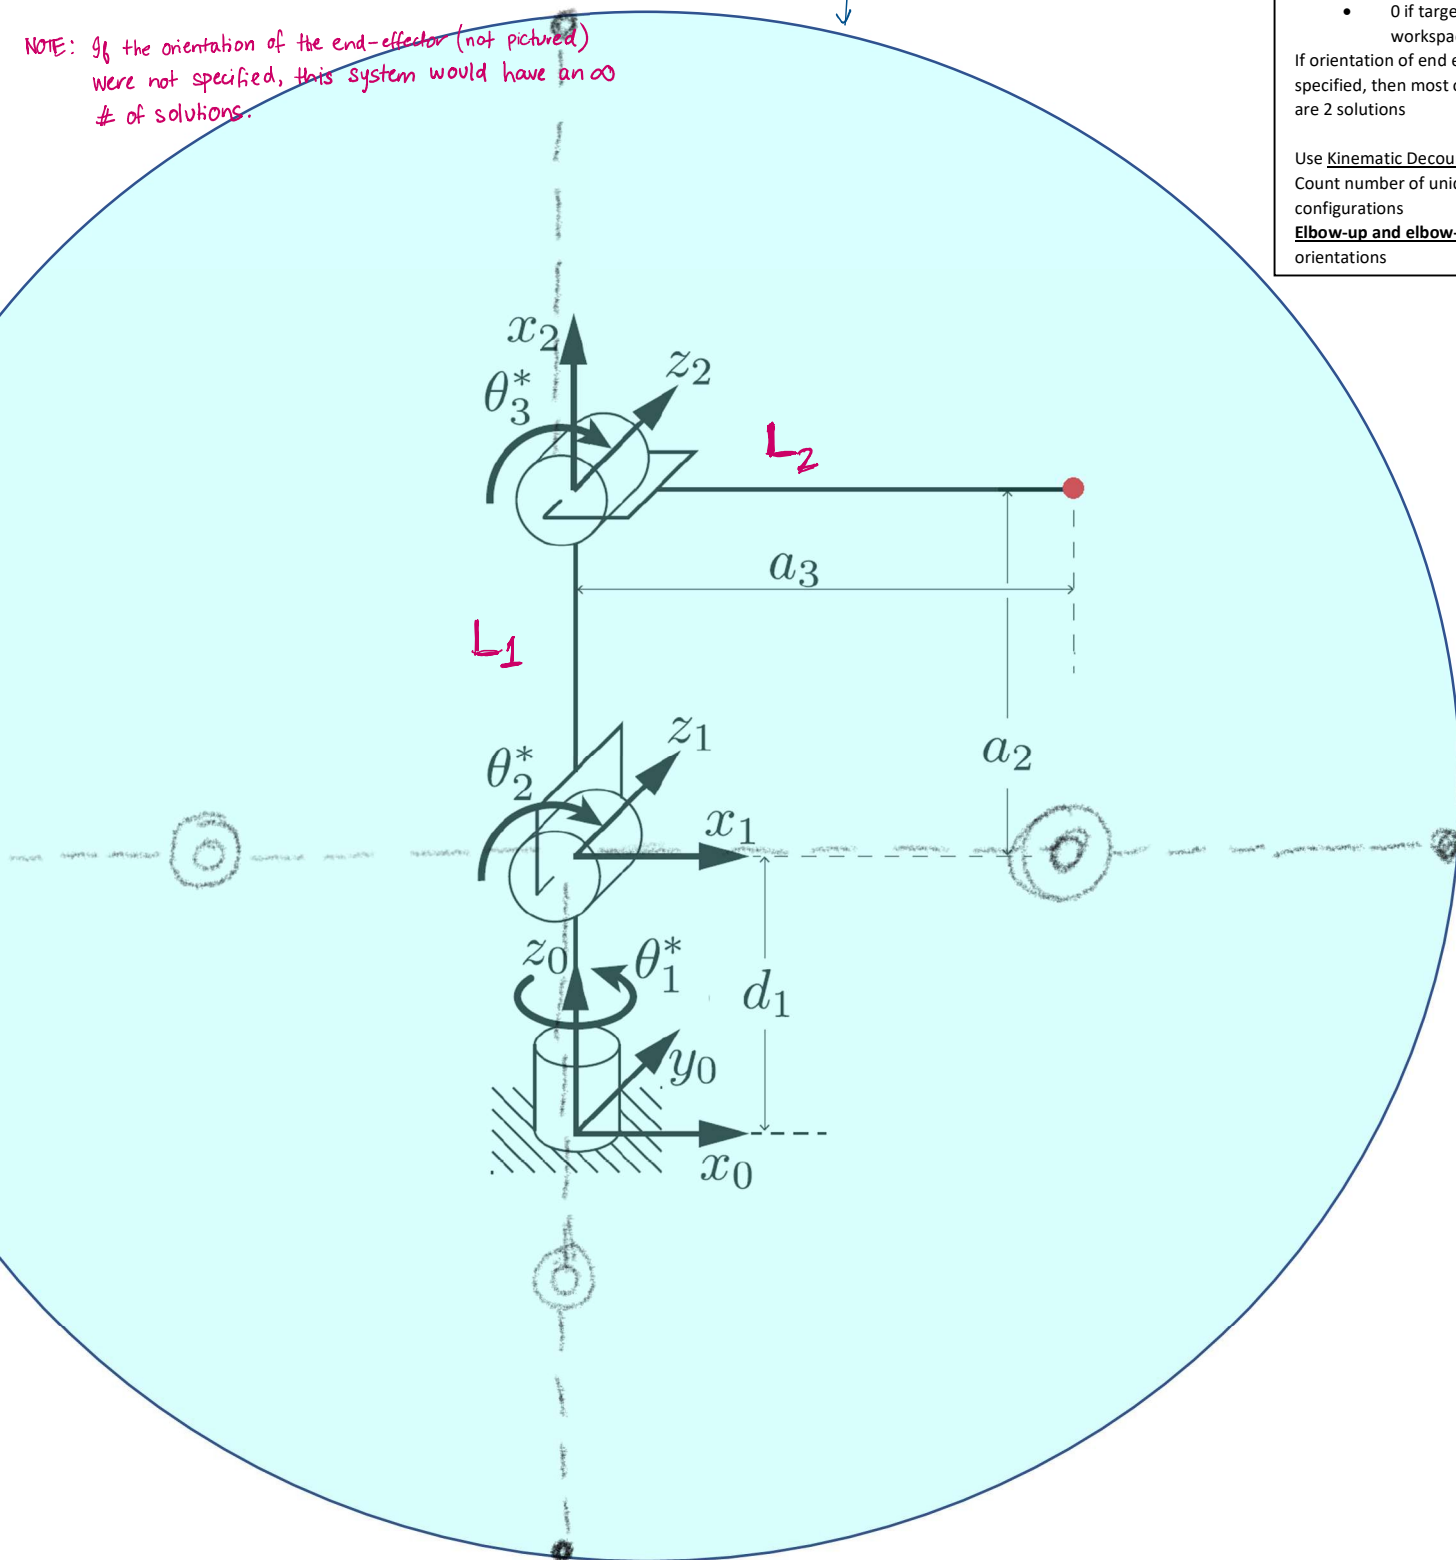 NOTE: If the orientation of the end-effector (not pictured)
were not specified, this system would have an ∞
# of solutions.
• 0 if targe
workspa
If orientation of end e
specified, then most o
are 2 solutions
Use Kinematic Decou
Count number of uniq
configurations
Elbow-up and elbow-
orientations
x₂
z₂
θ₃*
L₂
a₃
L₁
z₁
θ₂*
a₂
x₁
z₀
θ₁*
d₁
y₀
x₀